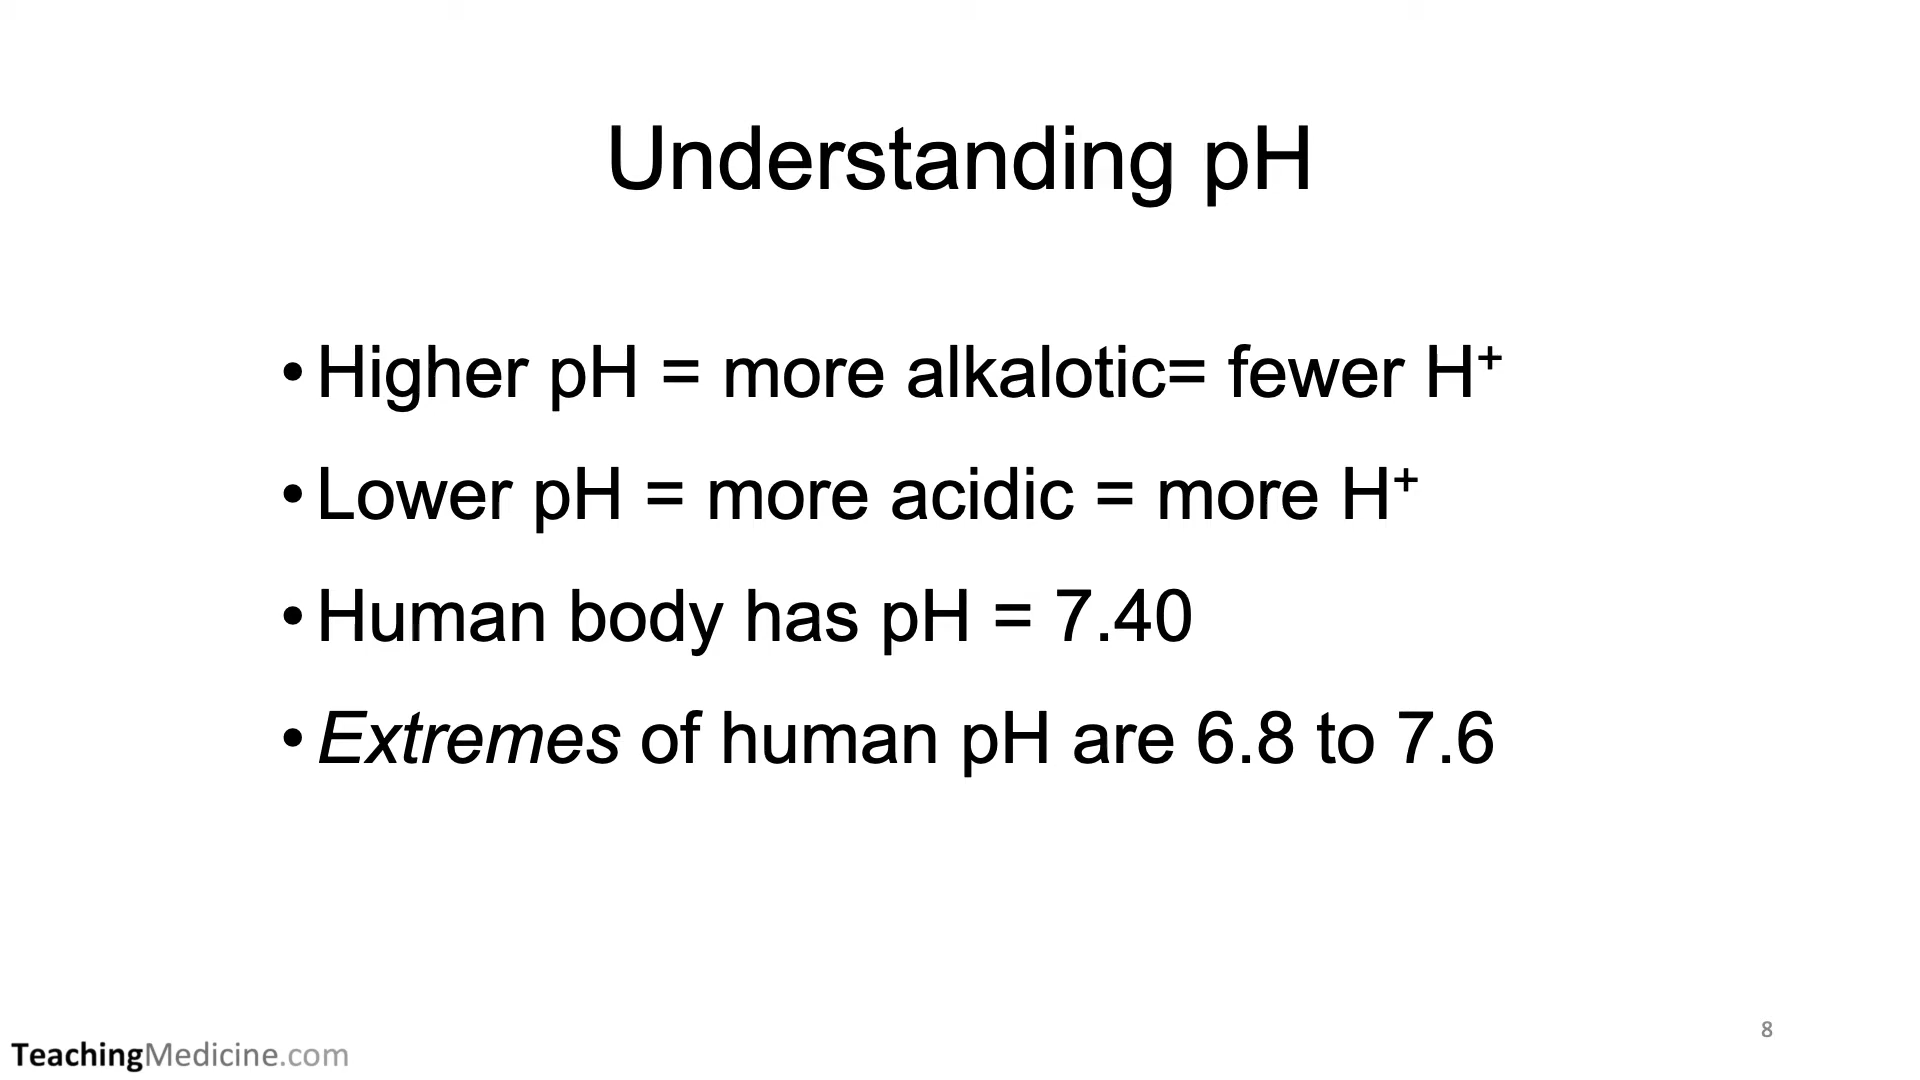 Understanding pH
• Higher pH = more alkalotic= fewer H⁺
• Lower pH = more acidic = more H⁺
• Human body has pH = 7.40
• Extremes of human pH are 6.8 to 7.6
8
TeachingMedicine.com